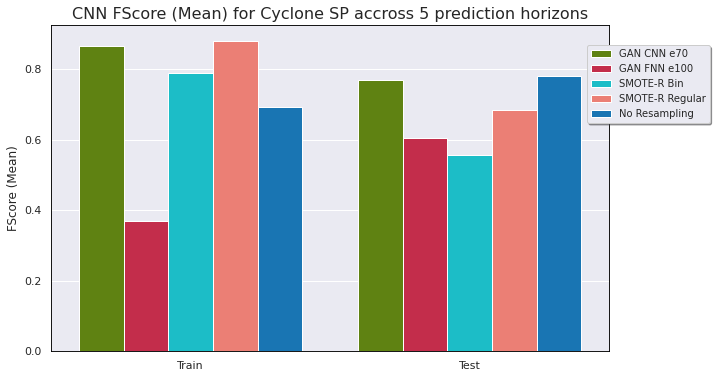 CNN FScore (Mean) for Cyclone SP accross 5 prediction horizons
GAN CNN e70
GAN FNN e100
SMOTE-R Bin
SMOTE-R Regular
No Resampling
FScore (Mean)
0.8
0.6
0.4
0.2
0.0
Train
Test